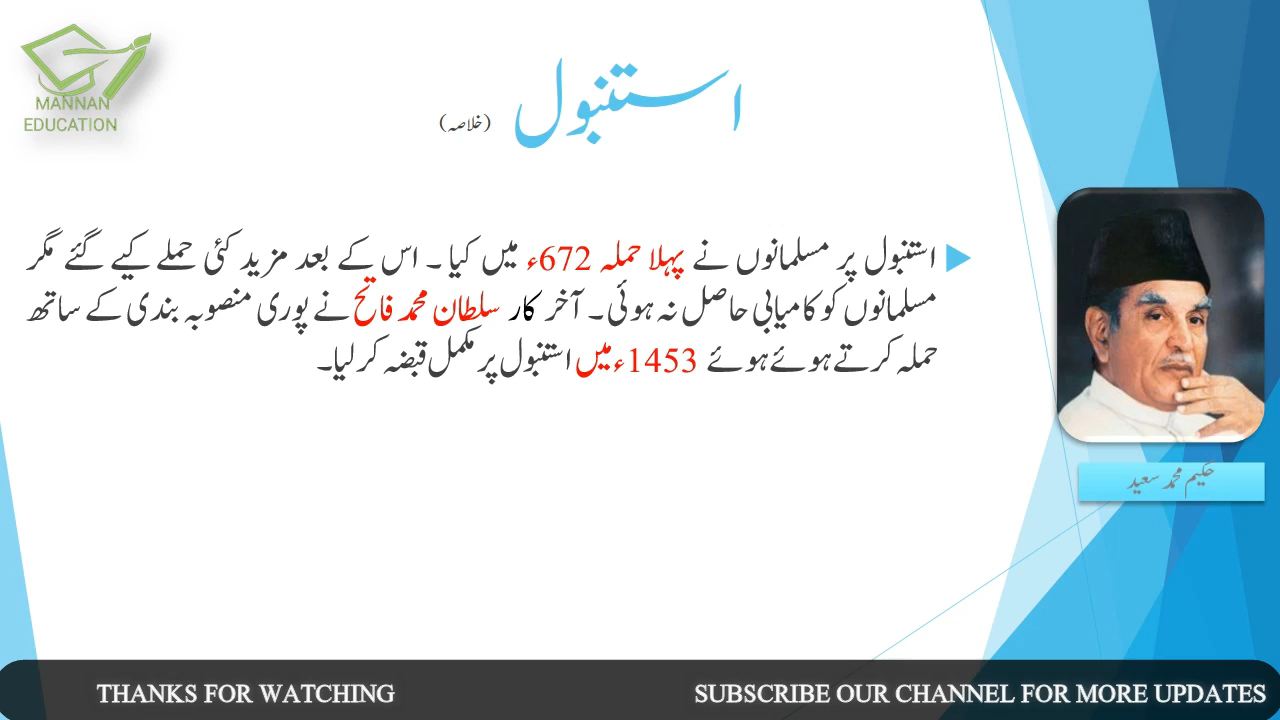 MANNAN
EDUCATION
استنبول (خلاصہ)
استنبول پر مسلمانوں نے پہلا حملہ 672ء میں کیا۔ اس کے بعد مزید کئی حملے کیے گئے مگر
مسلمانوں کو کامیابی حاصل نہ ہوئی۔ آخر کار سلطان محمد فاتح نے پوری منصوبہ بندی کے ساتھ
حملہ کرتے ہوئے ہوئے 1453ء میں استنبول پر مکمل قبضہ کر لیا۔
حکیم محمد سعید
THANKS FOR WATCHING
SUBSCRIBE OUR CHANNEL FOR MORE UPDATES